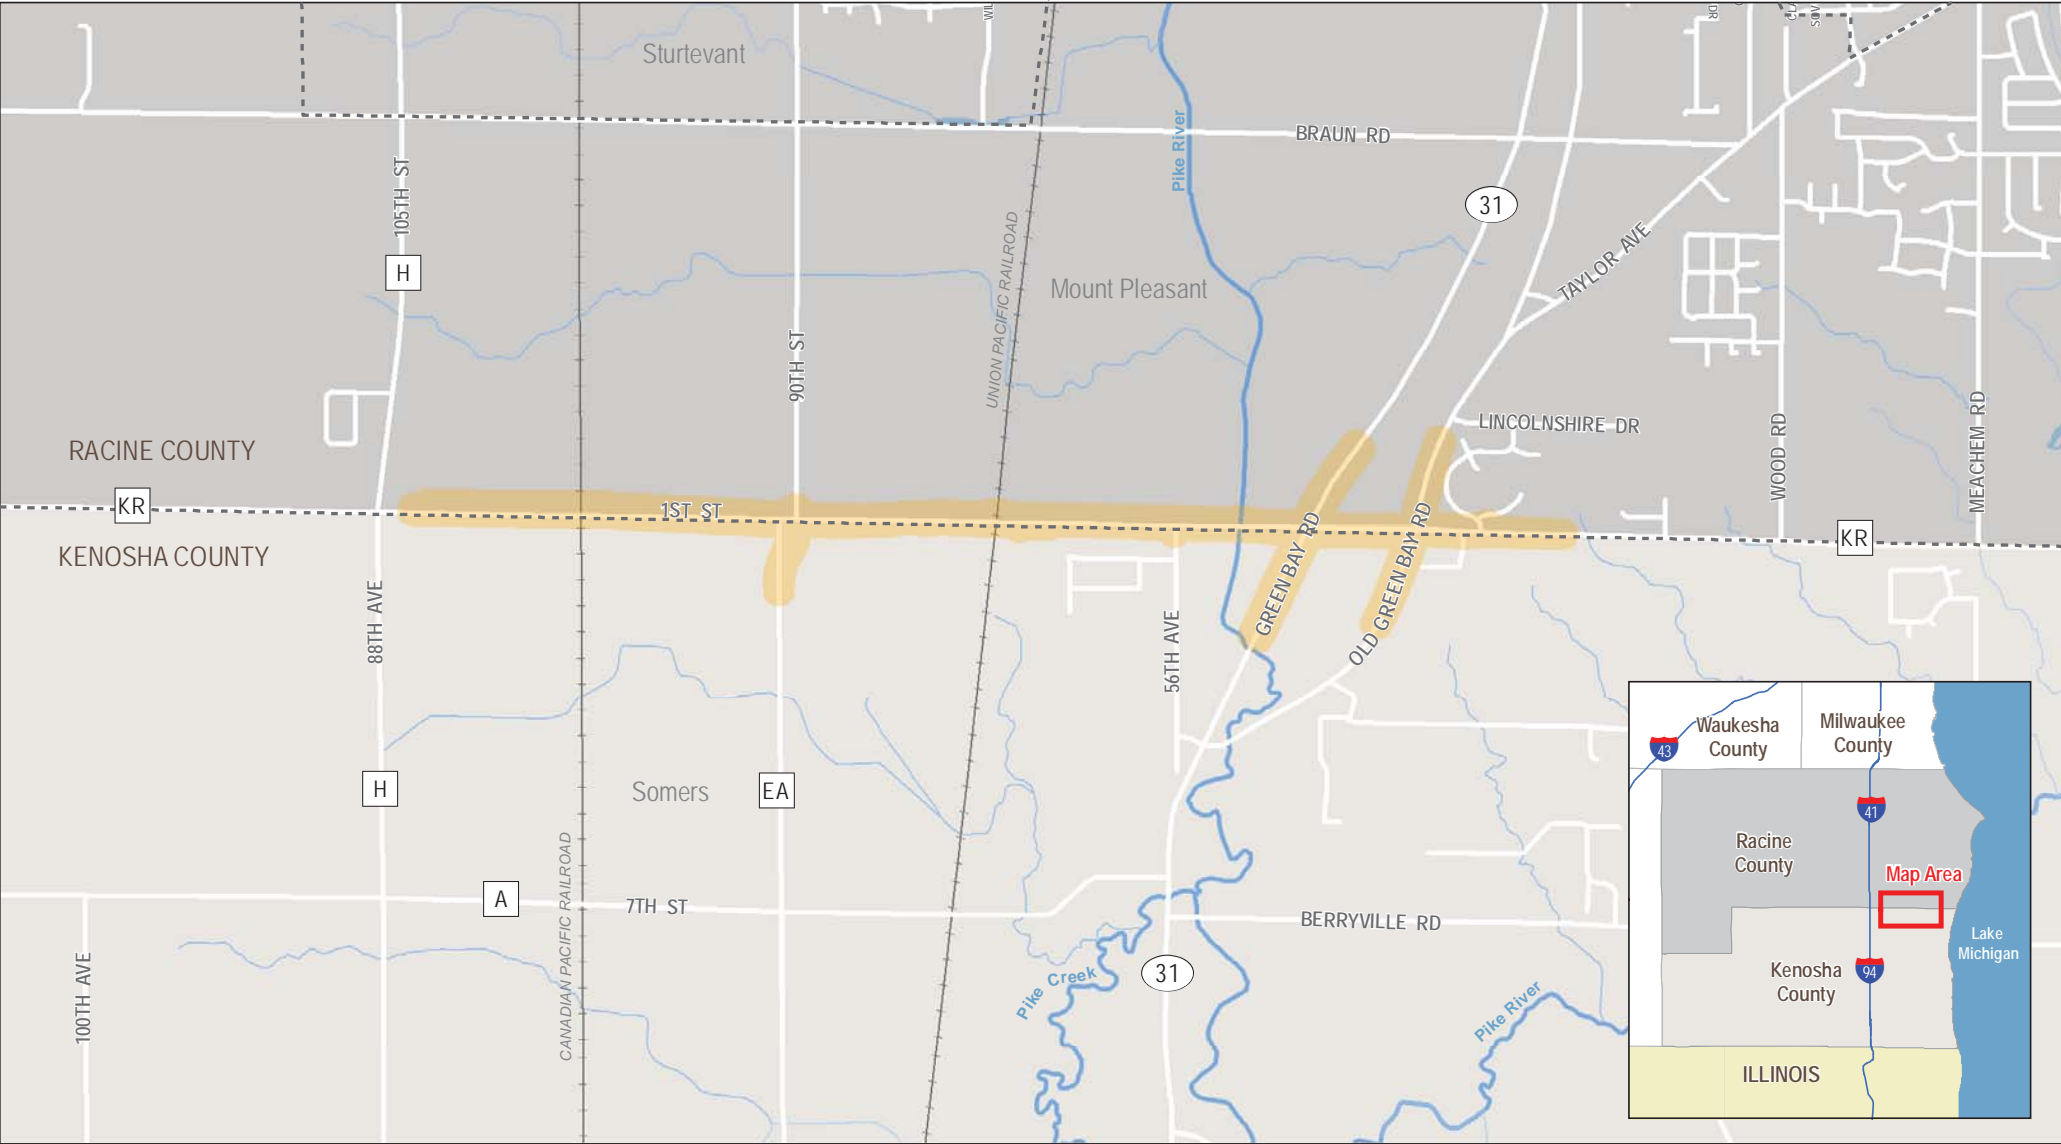 WIL
DR
Sturtevant
BRAUN RD
Pike River
105TH ST
31
H
UNION PACIFIC RAILROAD
Mount Pleasant
TAYLOR AVE
90TH ST
LINCOLNSHIRE DR
WOOD RD
MEACHEM RD
RACINE COUNTY
KR
1ST ST
KENOSHA COUNTY
KR
GREEN BAY RD
OLD GREEN BAY RD
88TH AVE
56TH AVE
H
Somers
EA
CANADIAN PACIFIC RAILROAD
A
7TH ST
BERRYVILLE RD
100TH AVE
Pike Creek
31
Pike River
43
Waukesha
County
Milwaukee
County
41
Racine
County
Map Area
Lake
Michigan
Kenosha
County
94
ILLINOIS